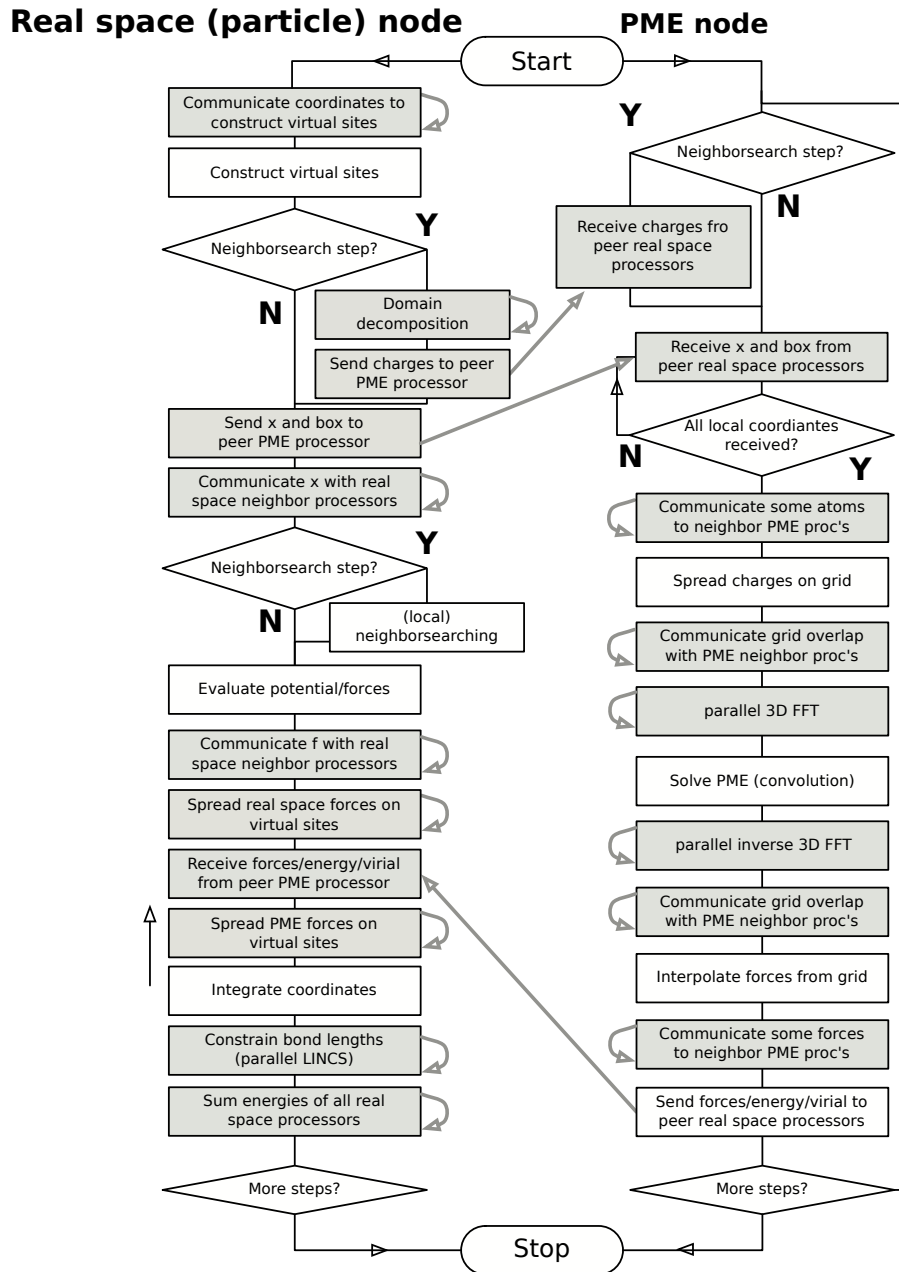 Real space (particle) node
PME node
Start
Communicate coordinates to
construct virtual sites
Construct virtual sites
Neighborsearch step?
Y
N
Domain
decomposition
Send charges to peer
PME processor
Send x and box to
peer PME processor
Communicate x with real
space neighbor processors
Neighborsearch step?
Y
N
(local)
neighborsearching
Evaluate potential/forces
Communicate f with real
space neighbor processors
Spread real space forces on
virtual sites
Receive forces/energy/virial
from peer PME processor
Spread PME forces on
virtual sites
Integrate coordinates
Constrain bond lengths
(parallel LINCS)
Sum energies of all real
space processors
More steps?
Y
Neighborsearch step?
N
Receive charges fro
peer real space
processors
Receive x and box from
peer real space processors
All local coordiantes
received?
N
Y
Communicate some atoms
to neighbor PME proc's
Spread charges on grid
Communicate grid overlap
with PME neighbor proc's
parallel 3D FFT
Solve PME (convolution)
parallel inverse 3D FFT
Communicate grid overlap
with PME neighbor proc's
Interpolate forces from grid
Communicate some forces
to neighbor PME proc's
Send forces/energy/virial to
peer real space processors
More steps?
Stop